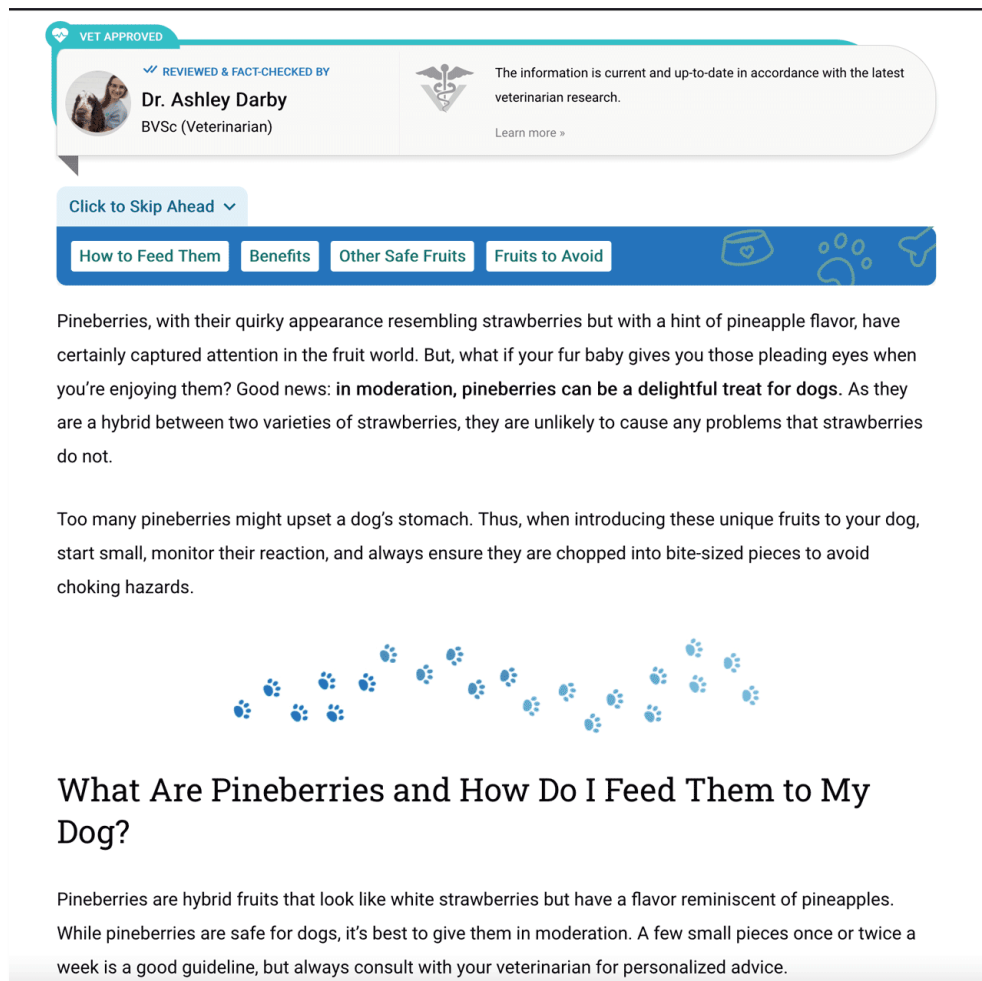 VET APPROVED
REVIEWED & FACT-CHECKED BY
Dr. Ashley Darby
BVSc (Veterinarian)
The information is current and up-to-date in accordance with the latest
veterinarian research.
Learn more »
Click to Skip Ahead
How to Feed Them Benefits Other Safe Fruits Fruits to Avoid
Pineberries, with their quirky appearance resembling strawberries but with a hint of pineapple flavor, have
certainly captured attention in the fruit world. But, what if your fur baby gives you those pleading eyes when
you’re enjoying them? Good news: in moderation, pineberries can be a delightful treat for dogs. As they
are a hybrid between two varieties of strawberries, they are unlikely to cause any problems that strawberries
do not.
Too many pineberries might upset a dog’s stomach. Thus, when introducing these unique fruits to your dog,
start small, monitor their reaction, and always ensure they are chopped into bite-sized pieces to avoid
choking hazards.
What Are Pineberries and How Do I Feed Them to My
Dog?
Pineberries are hybrid fruits that look like white strawberries but have a flavor reminiscent of pineapples.
While pineberries are safe for dogs, it’s best to give them in moderation. A few small pieces once or twice a
week is a good guideline, but always consult with your veterinarian for personalized advice.